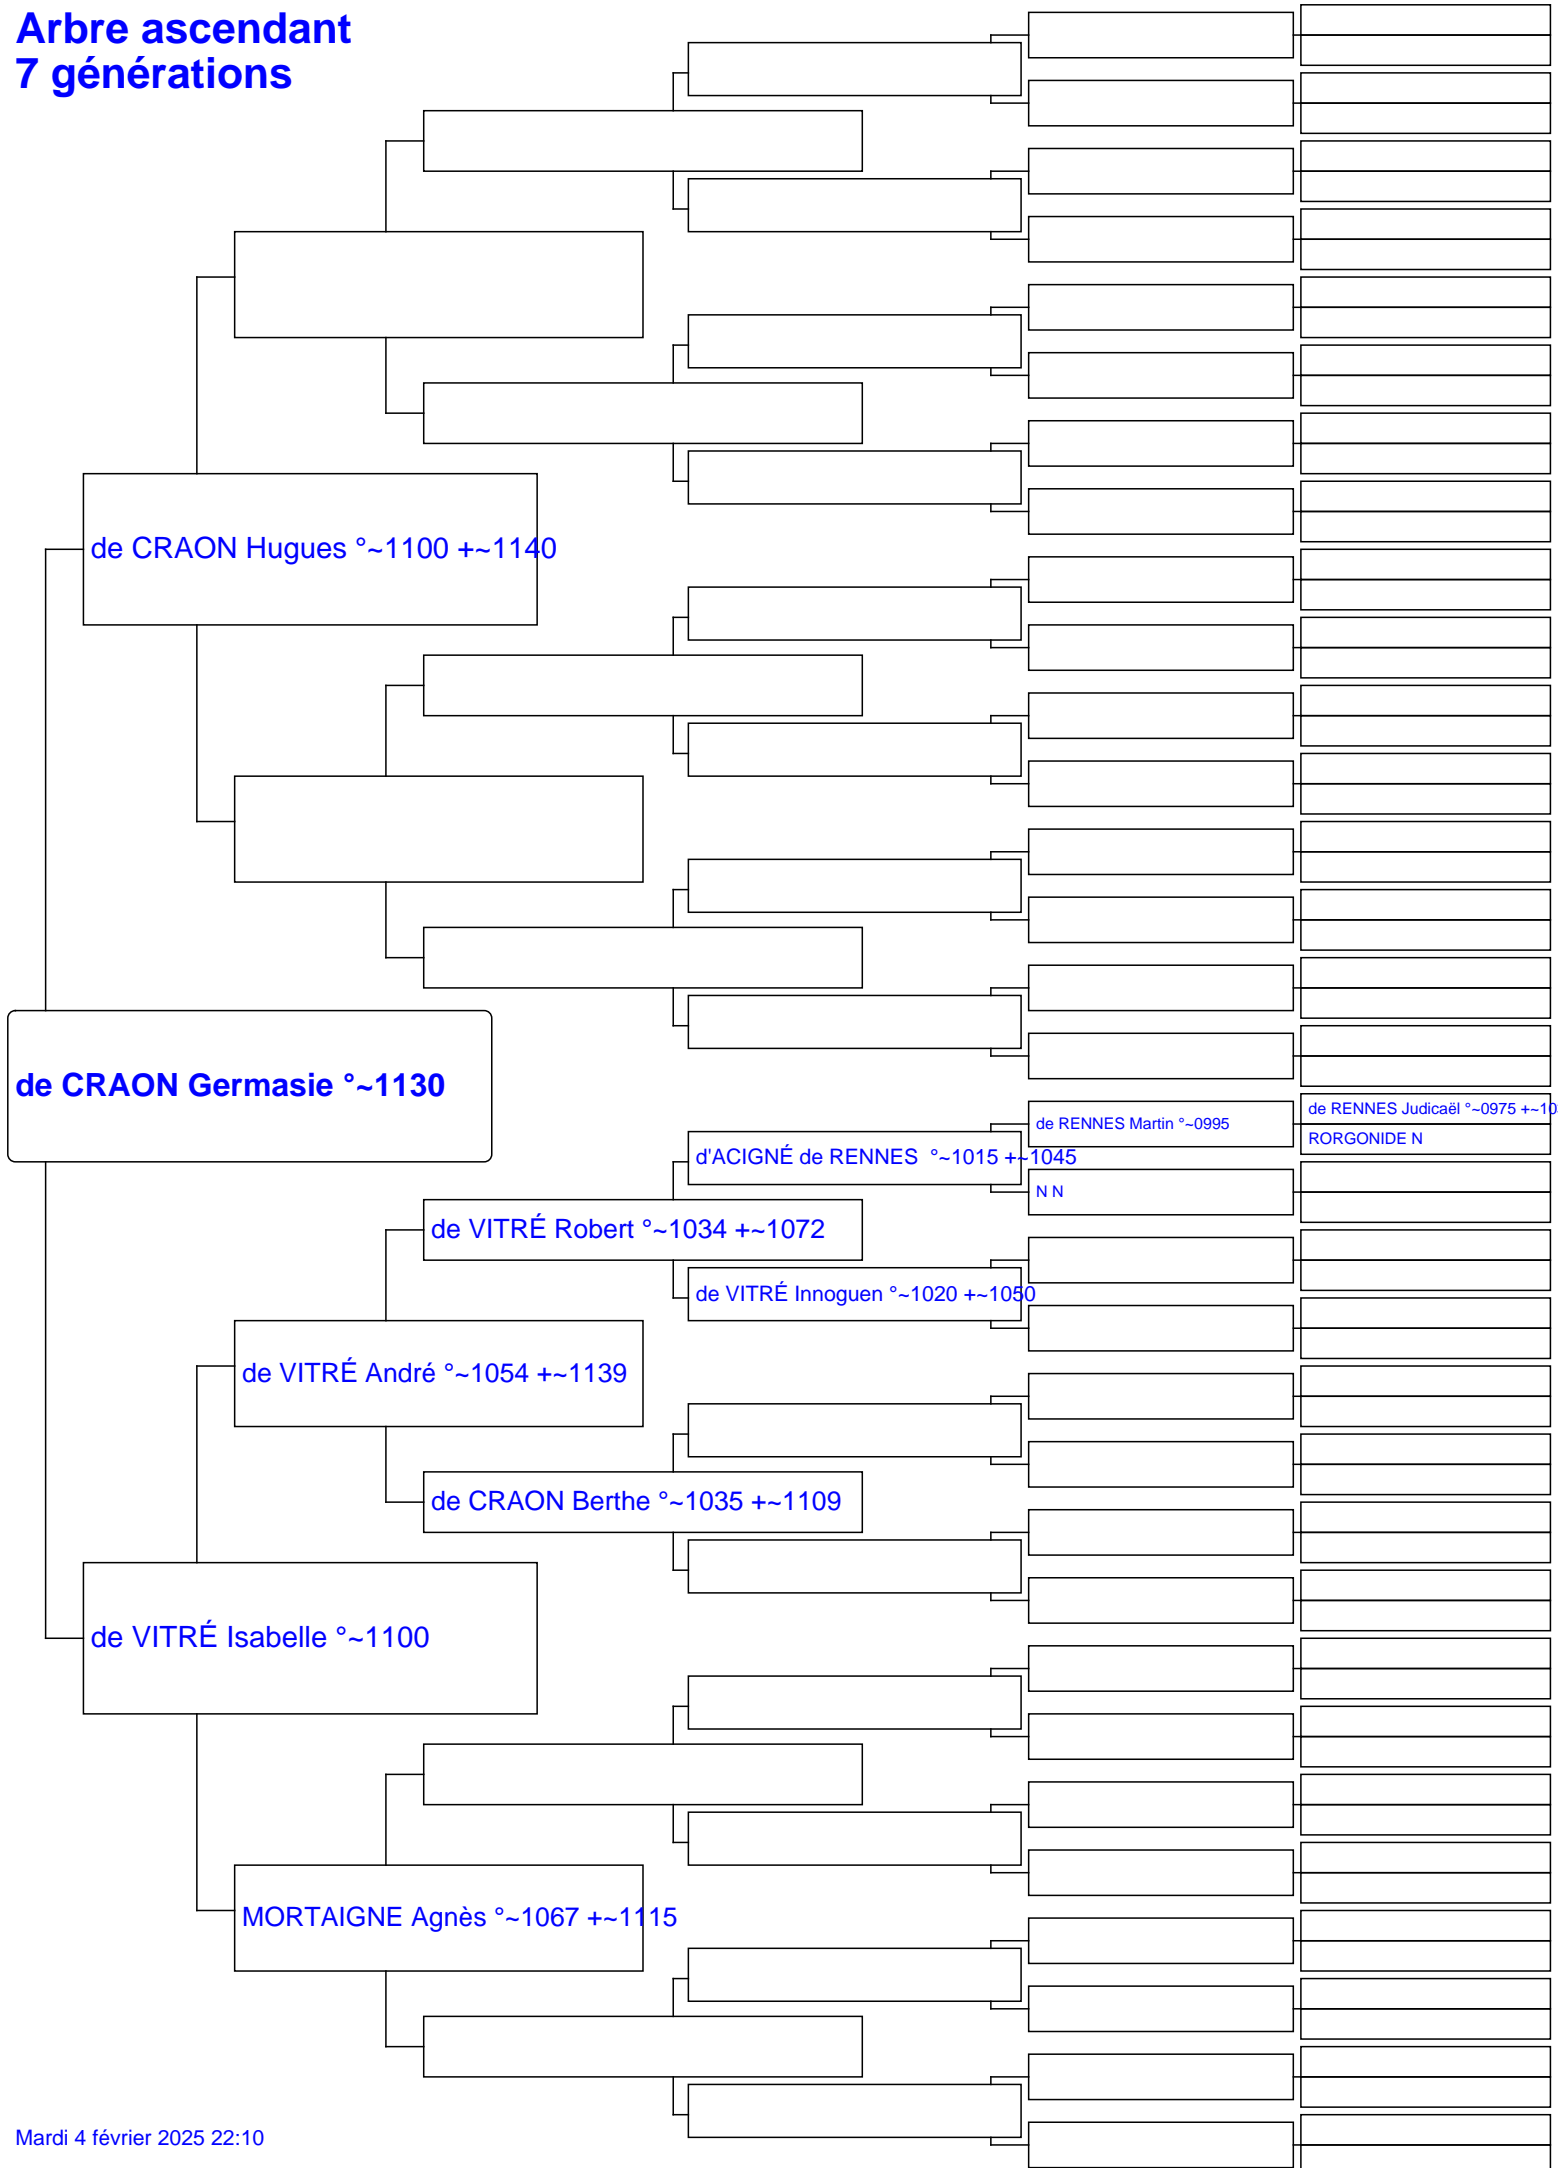 Arbre ascendant
7 générations
de CRAON Hugues °~1100 +~1140
de CRAON Germasie °~1130
de RENNES Judicaël °~0975 +~10
de RENNES Martin °~0995
RORGONIDE N
d'ACIGNÉ de RENNES °~1015 +~1045
N N
de VITRÉ Robert °~1034 +~1072
de VITRÉ Innoguen °~1020 +~1050
de VITRÉ André °~1054 +~1139
de CRAON Berthe °~1035 +~1109
de VITRÉ Isabelle °~1100
MORTAIGNE Agnès °~1067 +~1115
Mardi 4 février 2025 22:10